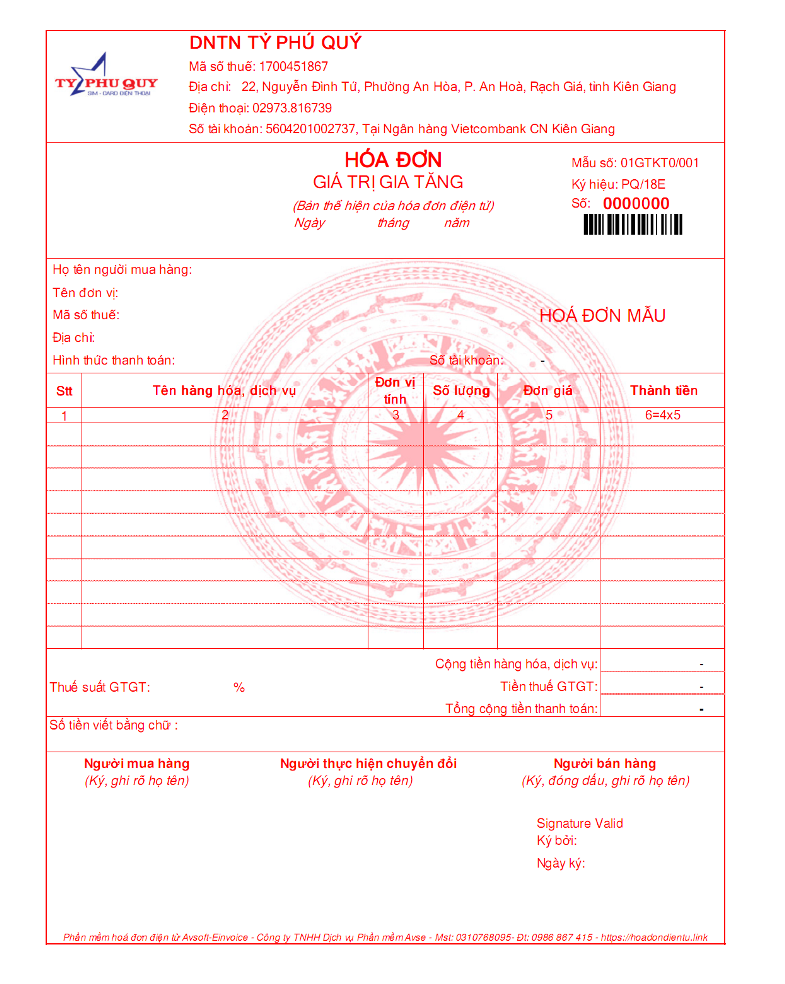 DNTN TỶ PHÚ QUÝ
TỶ PHU QUY
SIM - CARD ĐIỆN THOẠI
Mã số thuế: 1700451867
Địa chỉ: 22, Nguyễn Đình Tứ, Phường An Hòa, P. An Hoà, Rạch Giá, tỉnh Kiên Giang
Điện thoại: 02973.816739
Số tài khoản: 5604201002737, Tại Ngân hàng Vietcombank CN Kiên Giang
HÓA ĐƠN
GIÁ TRỊ GIA TĂNG
(Bản thể hiện của hóa đơn điện tử)
Ngày tháng năm
Mẫu số: 01GTKT0/001
Ký hiệu: PQ/18E
Số: 0000000
Họ tên người mua hàng:
Tên đơn vị:
Mã số thuế:
HOÁ ĐƠN MẪU
Địa chỉ:
Hình thức thanh toán: Số tài khoản: -
Stt Tên hàng hóa, dịch vụ Đơn vị tính Số lượng Đơn giá Thành tiền
1 2 3 4 5 6=4x5
Cộng tiền hàng hóa, dịch vụ: -
Thuế suất GTGT: % Tiền thuế GTGT: -
Tổng cộng tiền thanh toán: -
Số tiền viết bằng chữ :
Người mua hàng Người thực hiện chuyển đổi Người bán hàng
(Ký, ghi rõ họ tên) (Ký, ghi rõ họ tên) (Ký, đóng dấu, ghi rõ họ tên)
Signature Valid
Ký bởi:
Ngày ký:
Phần mềm hoá đơn điện tử Avsoft-Einvoice - Công ty TNHH Dịch vụ Phần mềm Avse - Mst: 0310768095- Đt: 0986 867 415 - https://hoadondientu.link